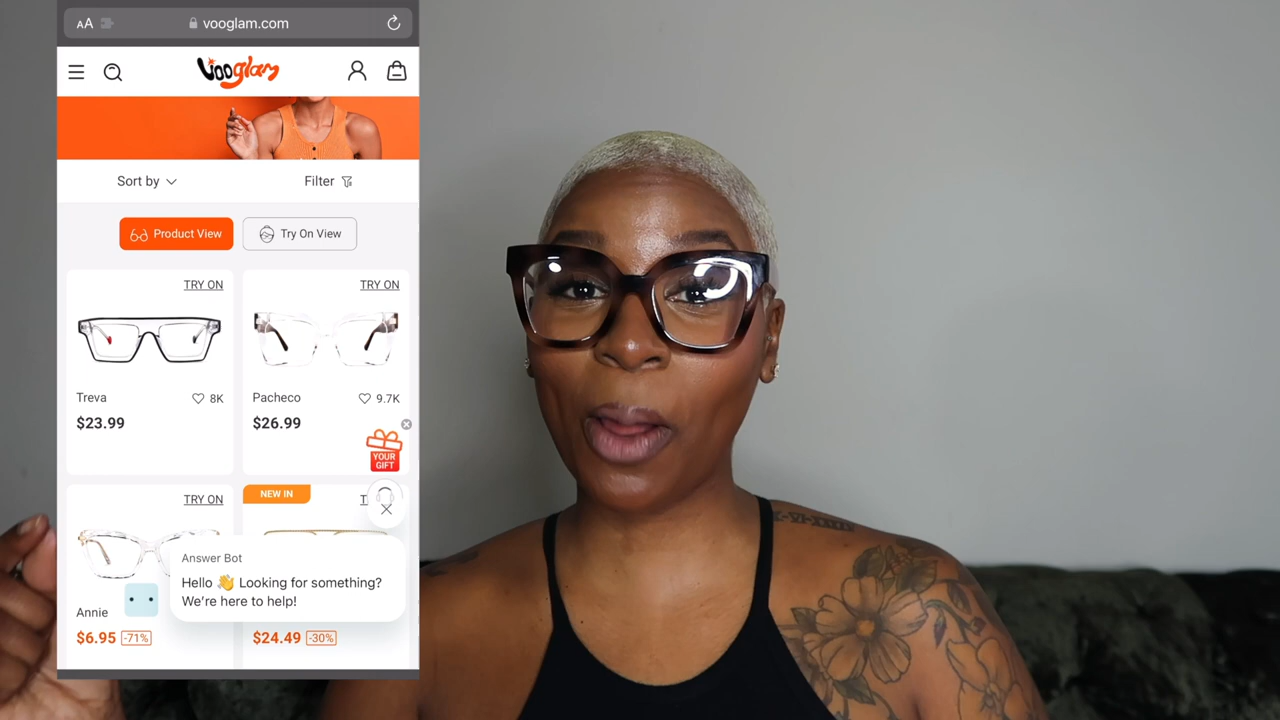 AA vooglam.com
Vooglam
Sort by Filter
Product View Try On View
TRY ON TRY ON
Treva 8K
Pacheco 9.7K
$23.99 $26.99
YOUR
GIFT
TRY ON NEW IN
Answer Bot
Hello 👋 Looking for something?
We're here to help!
Annie
$6.95 -71% $24.49 -30%